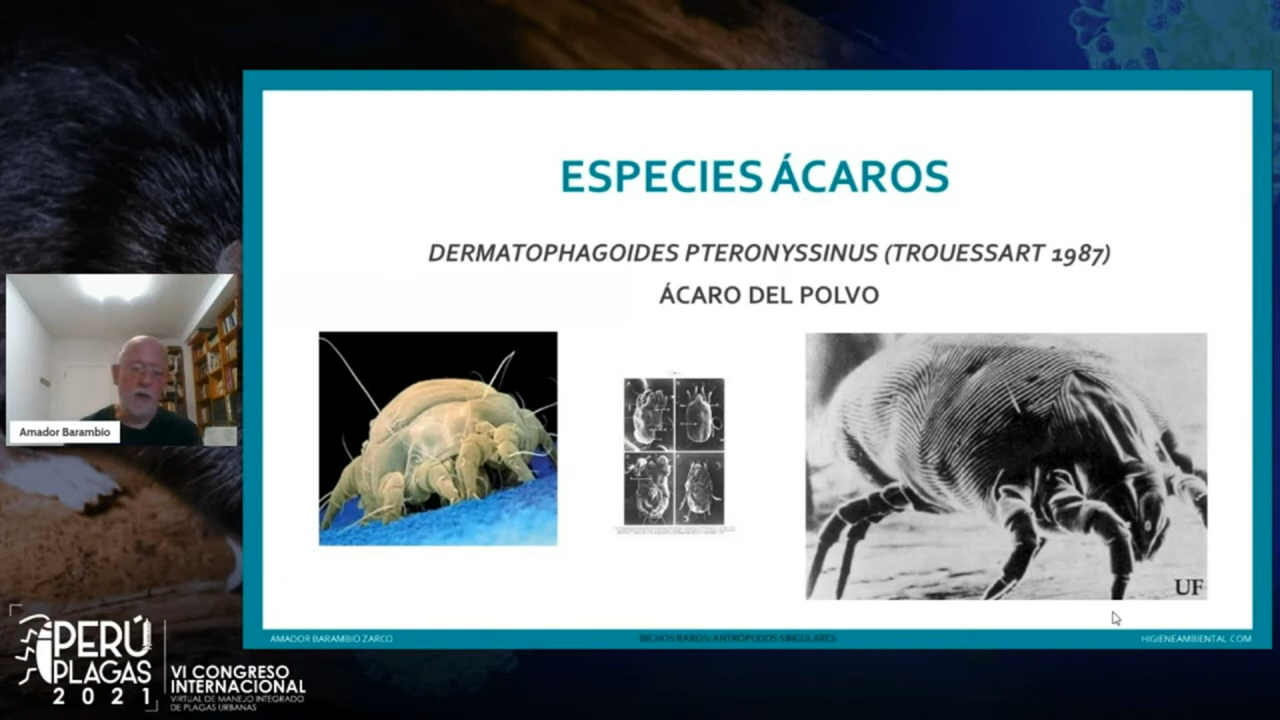 ESPECIES ÁCAROS
DERMATOPHAGOIDES PTERONYSSINUS (TROUESSART 1987)
ÁCARO DEL POLVO
UF
Amador Barambio
AMADOR BARAMBIO ZARCO
BICHOS RAROS: ANTRÓPODOS SINGULARES
HIGIENEAMBIENTAL.COM
PERÚ
PLAGAS
2021
VI CONGRESO
INTERNACIONAL
VIRTUAL DE MANEJO INTEGRADO
DE PLAGAS URBANAS